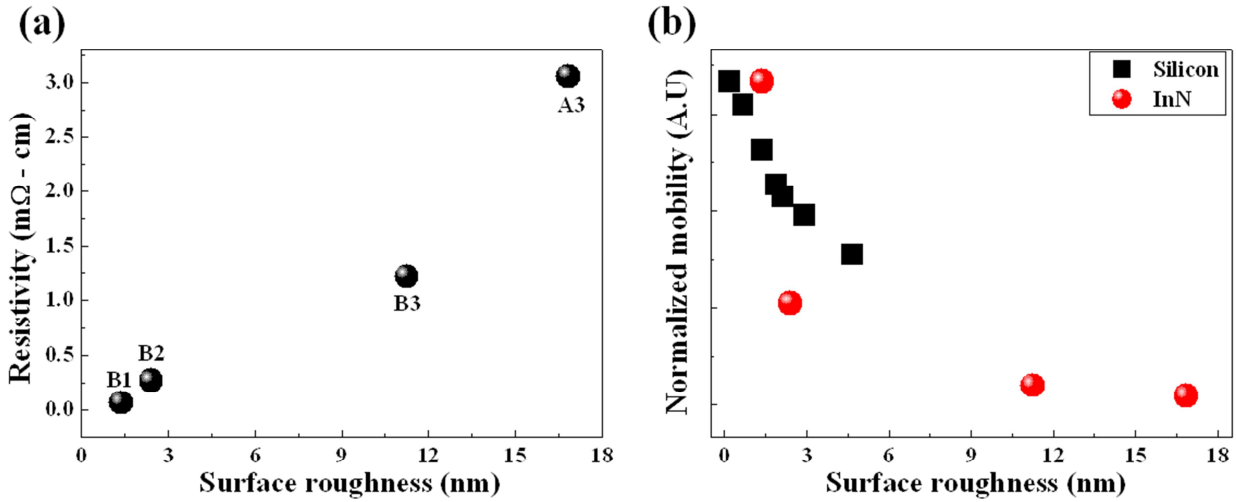 (a)
Resistivity (mΩ - cm)
3.0
2.5
2.0
1.5
1.0
0.5
0.0
A3
B3
B2
B1
0 3 6 9 12 15 18
Surface roughness (nm)
(b)
Normalized mobility (A.U)
Silicon
InN
0 3 6 9 12 15 18
Surface roughness (nm)